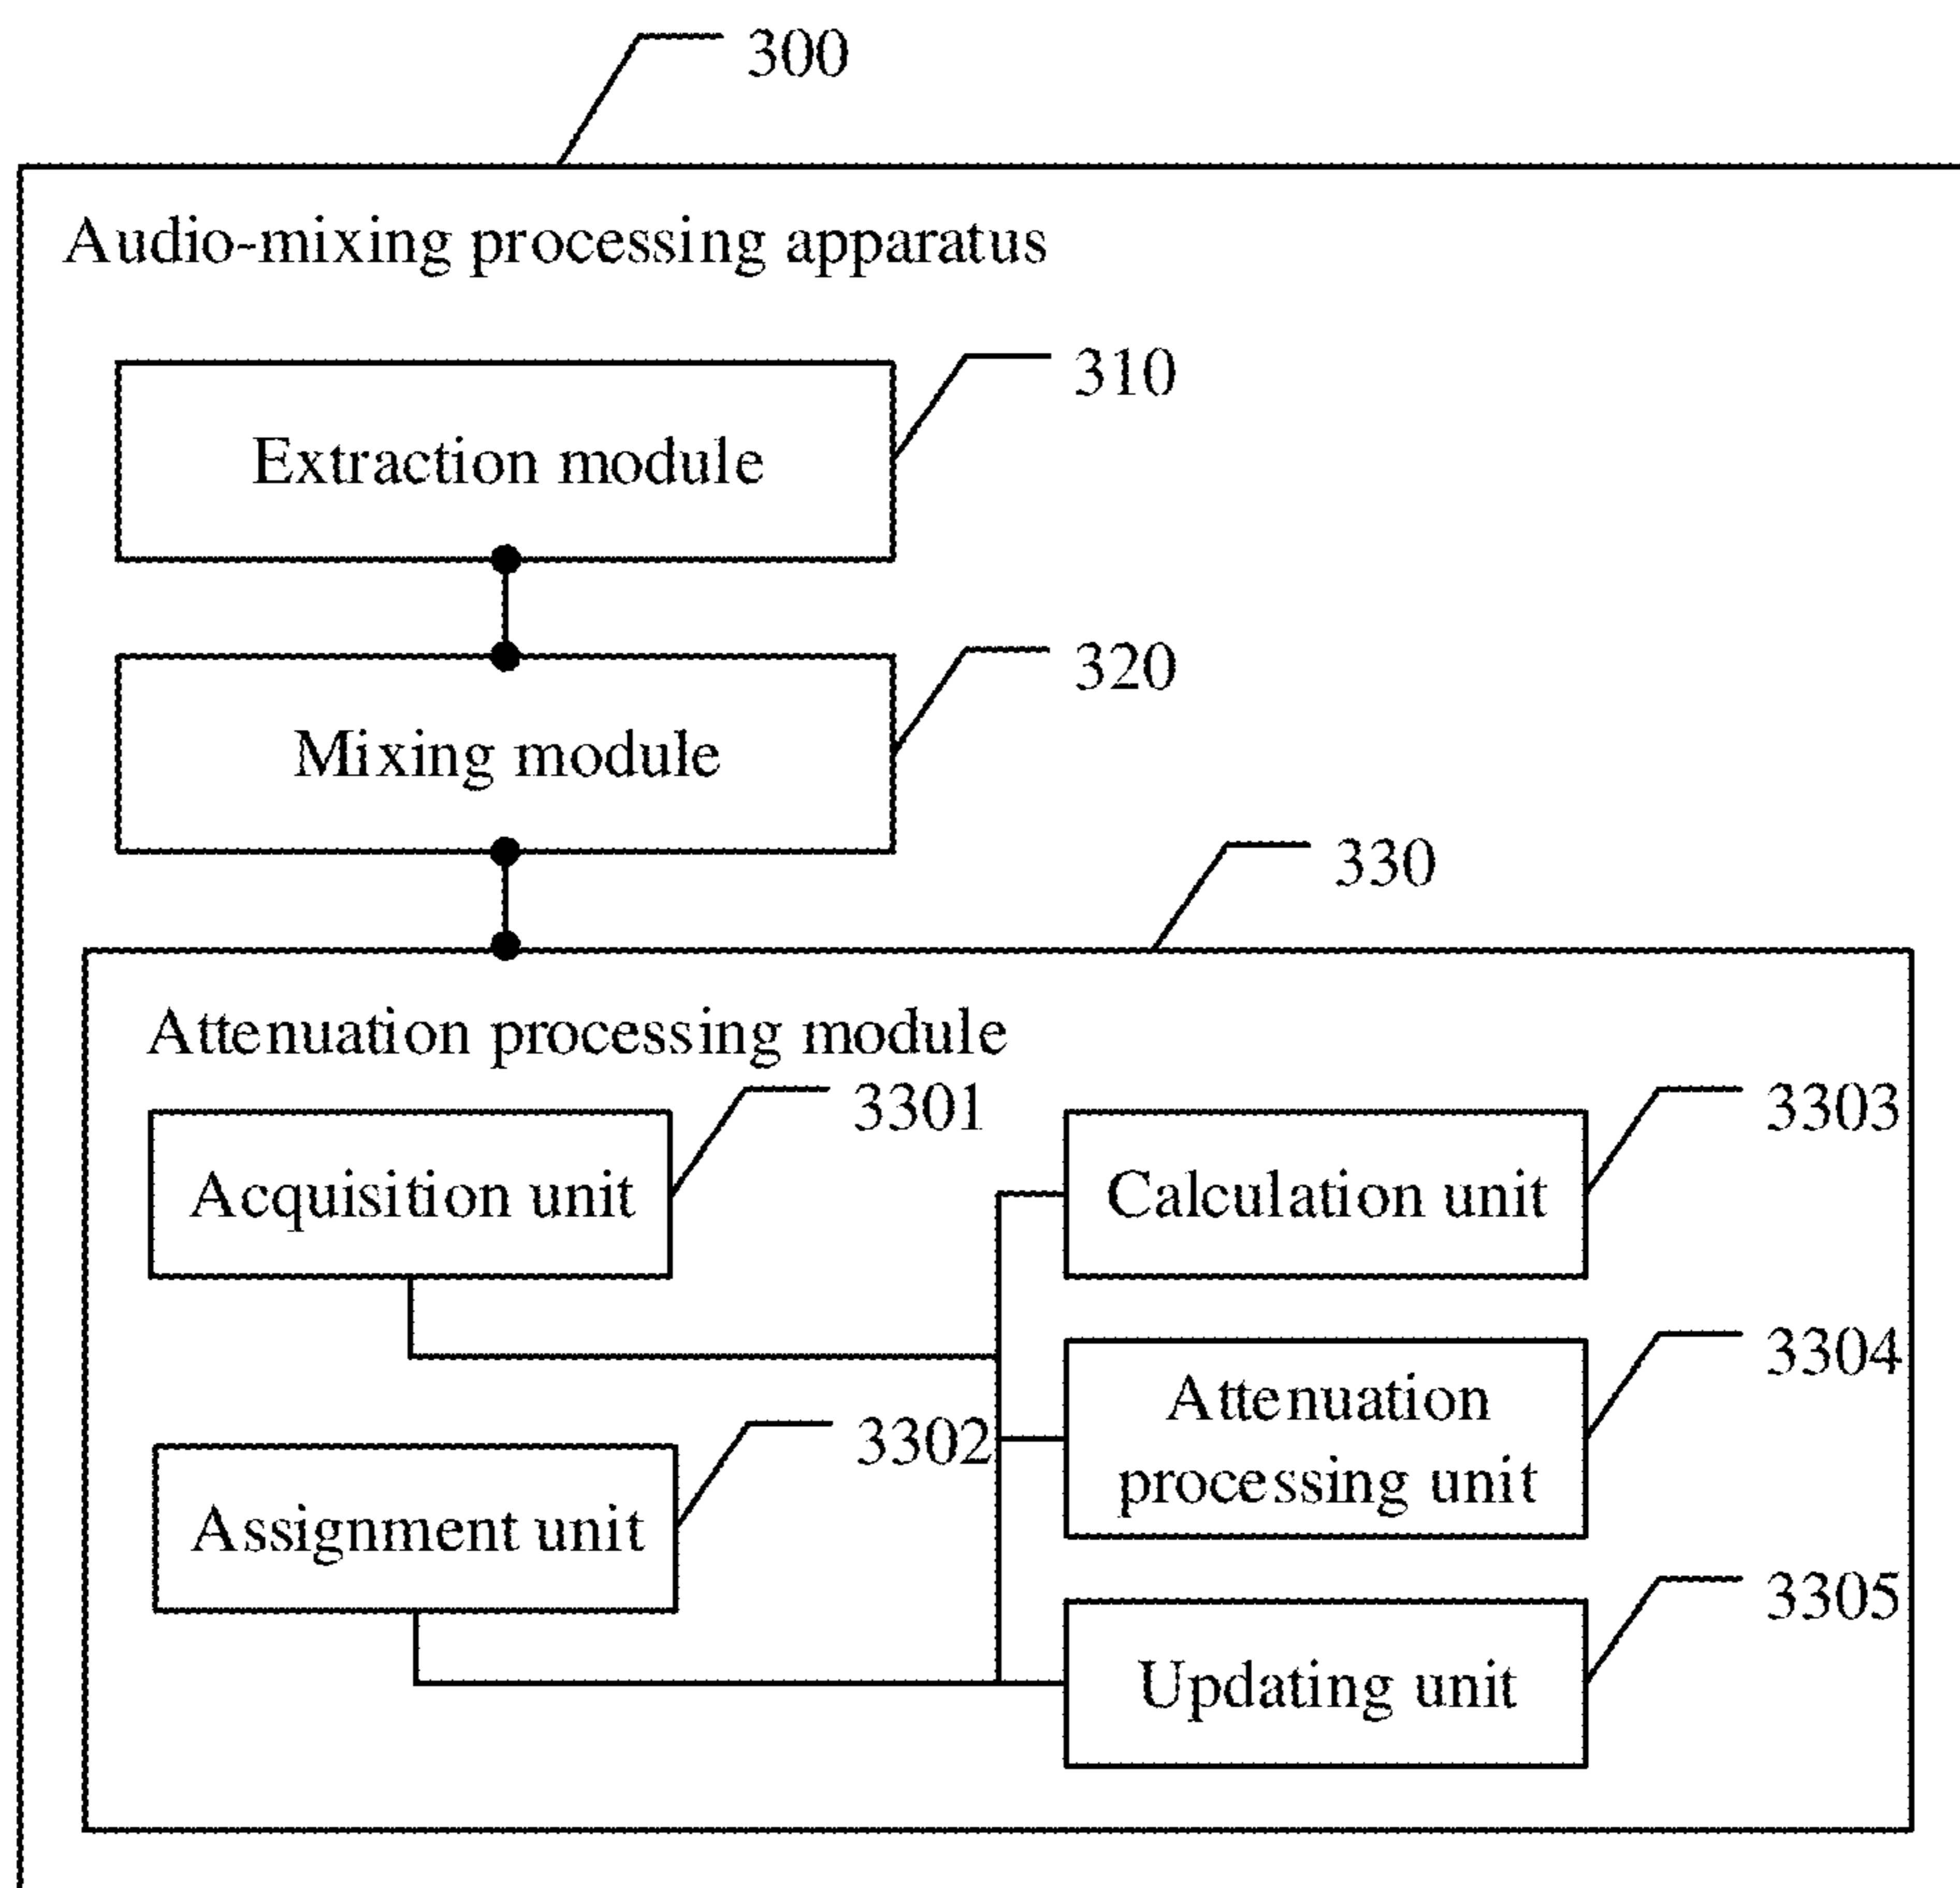 300
Audio-mixing processing apparatus
310
Extraction module
320
Mixing module
330
Attenuation processing module
3301
Acquisition unit
3303
Calculation unit
3304
Attenuation
processing unit
3302
Assignment unit
3305
Updating unit